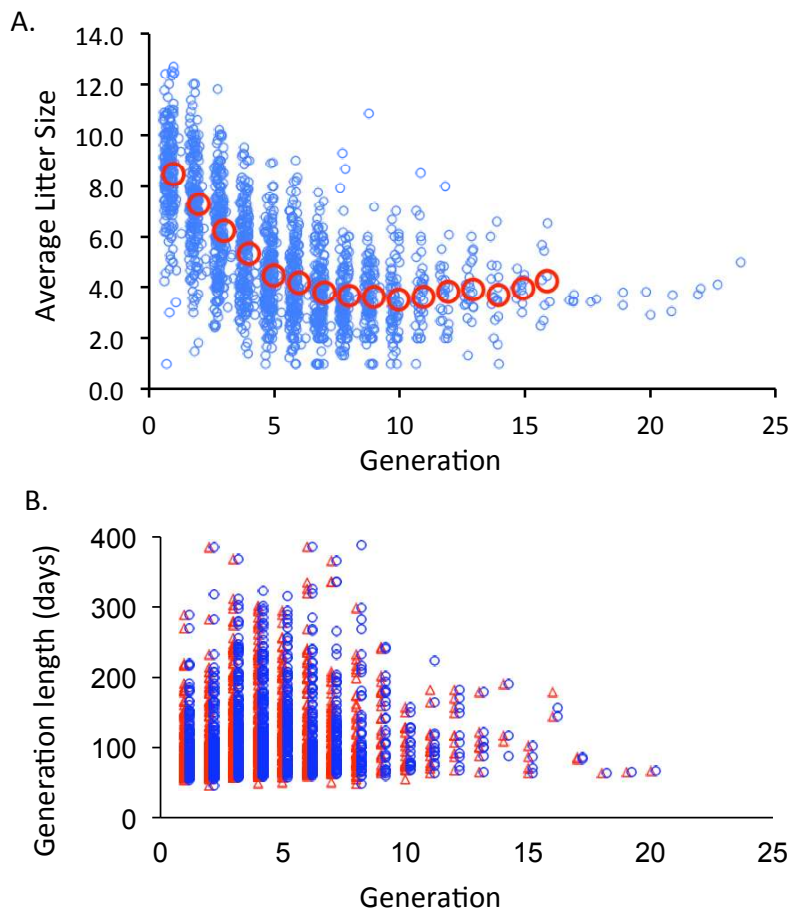 A.
Average Litter Size
14.0
12.0
10.0
8.0
6.0
4.0
2.0
0.0
0 5 10 15 20 25
Generation
B.
Generation length (days)
400
300
200
100
0
0 5 10 15 20 25
Generation